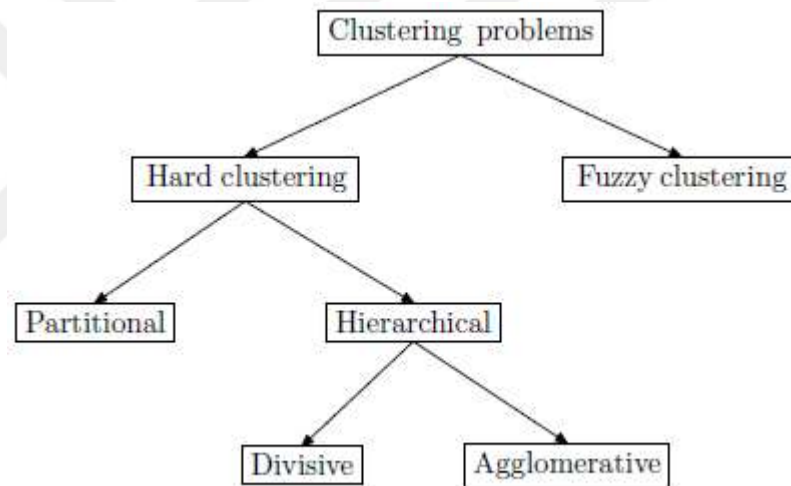 Clustering problems
Hard clustering
Fuzzy clustering
Partitional
Hierarchical
Divisive
Agglomerative